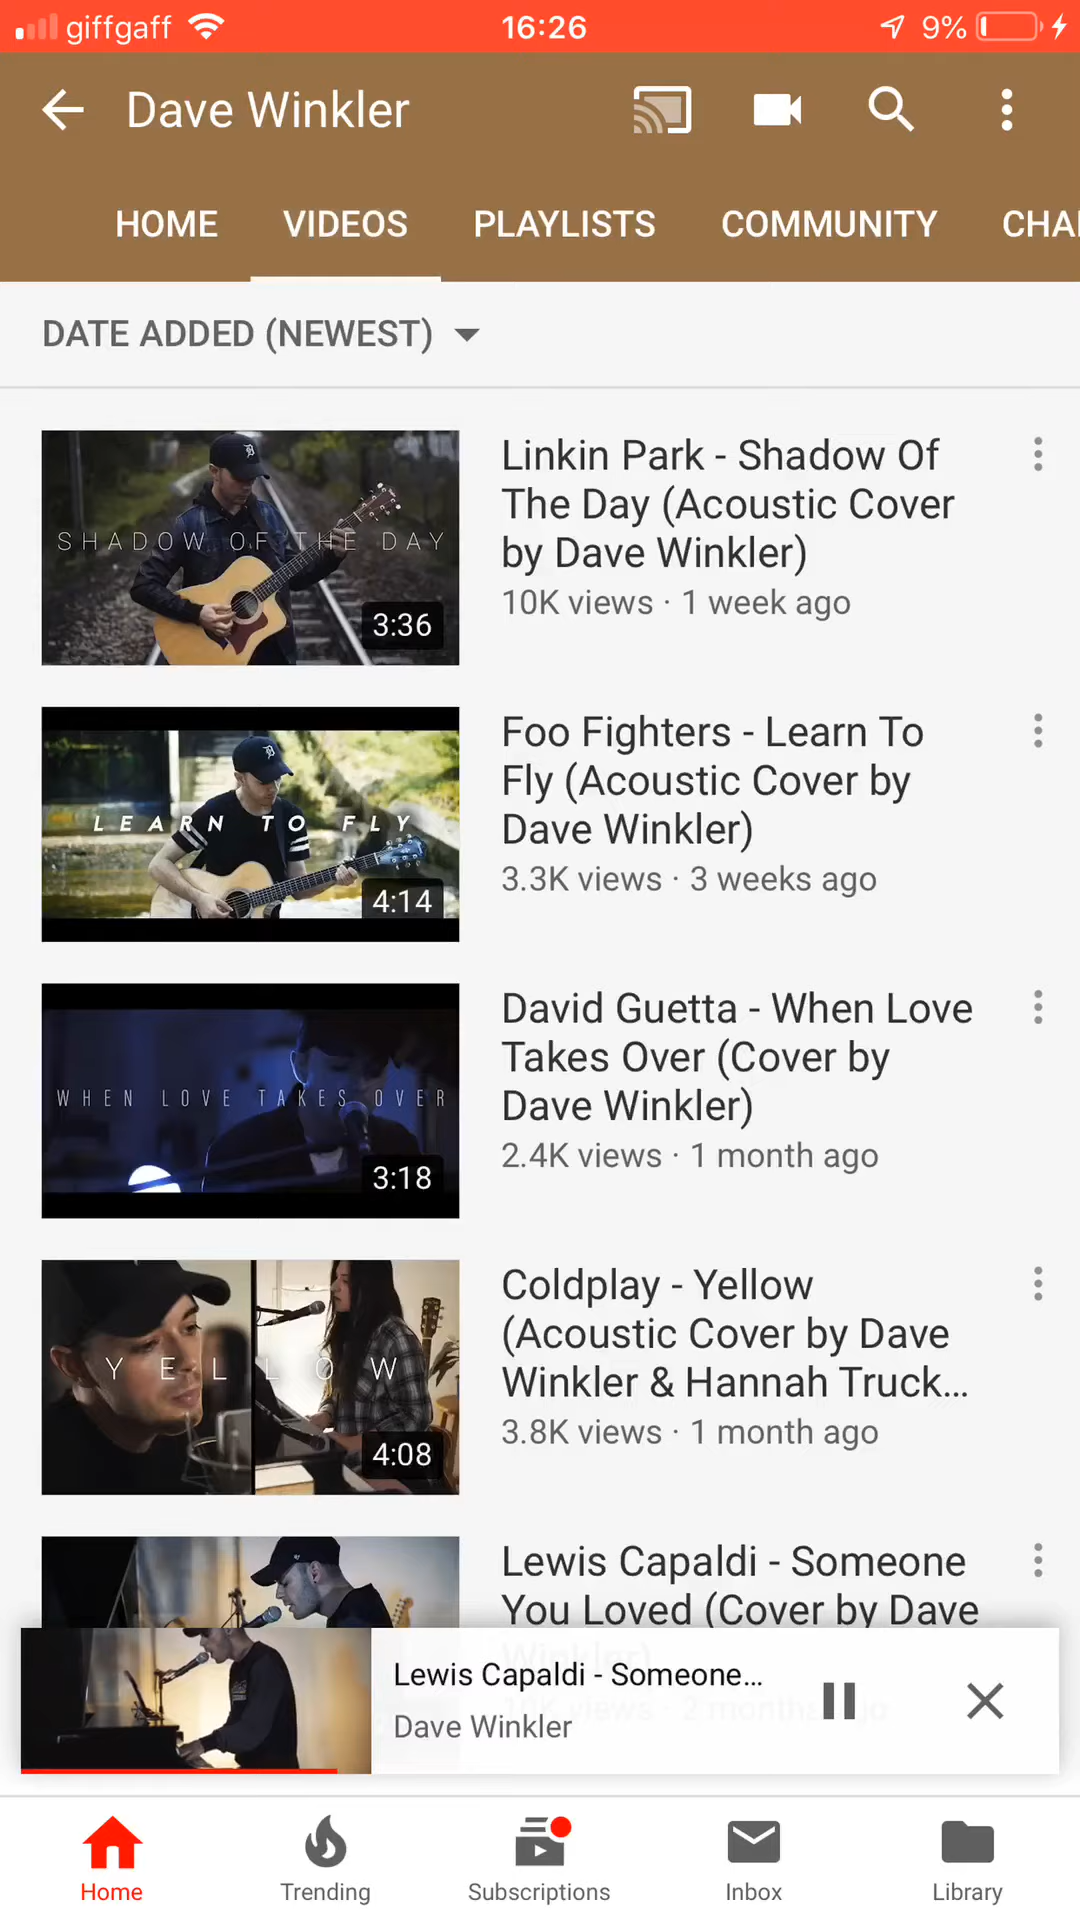 giffgaff 16:26 9%
Dave Winkler
HOME VIDEOS PLAYLISTS COMMUNITY CHA
DATE ADDED (NEWEST)
SHADOW OF THE DAY
3:36
Linkin Park - Shadow Of
The Day (Acoustic Cover
by Dave Winkler)
10K views · 1 week ago
LEARN TO FLY
4:14
Foo Fighters - Learn To
Fly (Acoustic Cover by
Dave Winkler)
3.3K views · 3 weeks ago
WHEN LOVE TAKES OVER
3:18
David Guetta - When Love
Takes Over (Cover by
Dave Winkler)
2.4K views · 1 month ago
YELLOW
4:08
Coldplay - Yellow
(Acoustic Cover by Dave
Winkler & Hannah Truck...
3.8K views · 1 month ago
Lewis Capaldi - Someone
You Loved (Cover by Dave
Winkler)
10K views · 2 months ago
Lewis Capaldi - Someone...
Dave Winkler
Home Trending Subscriptions Inbox Library